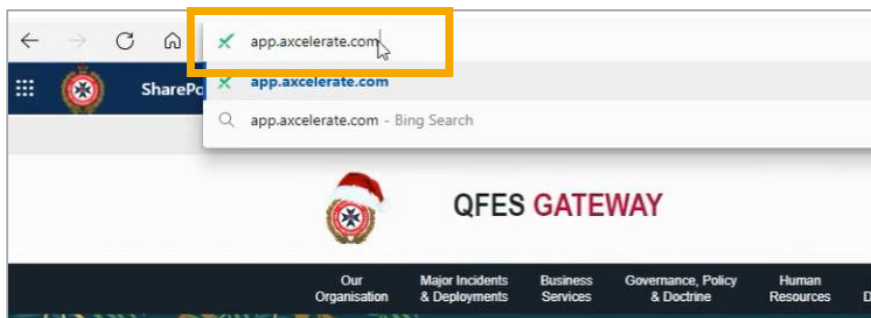 app.axcelerate.com
SharePo
app.axcelerate.com
app.axcelerate.com - Bing Search
QFES GATEWAY
Our Organisation
Major Incidents & Deployments
Business Services
Governance, Policy & Doctrine
Human Resources
D